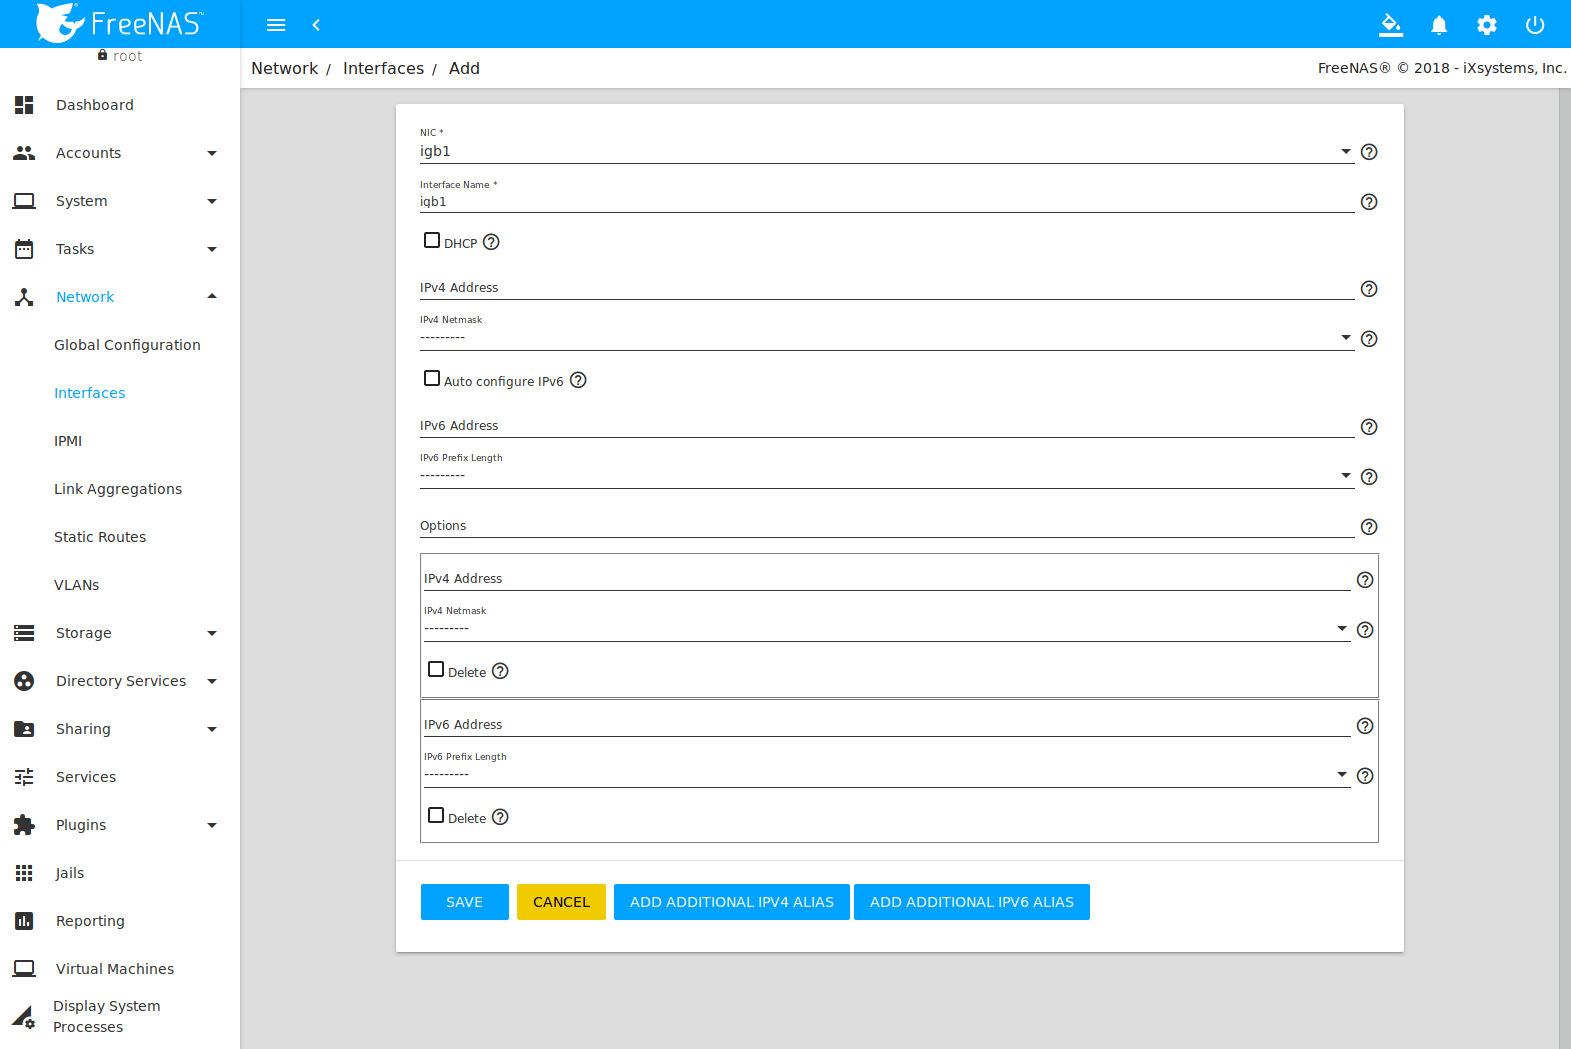 FreeNAS™
root
Dashboard
Accounts
System
Tasks
Network
Global Configuration
Interfaces
IPMI
Link Aggregations
Static Routes
VLANs
Storage
Directory Services
Sharing
Services
Plugins
Jails
Reporting
Virtual Machines
Display System
Processes
Network / Interfaces / Add
FreeNAS® © 2018 - iXsystems, Inc.
NIC *
igb1
Interface Name *
igb1
DHCP
IPv4 Address
IPv4 Netmask
---------
Auto configure IPv6
IPv6 Address
IPv6 Prefix Length
---------
Options
IPv4 Address
IPv4 Netmask
---------
Delete
IPv6 Address
IPv6 Prefix Length
---------
Delete
SAVE CANCEL ADD ADDITIONAL IPV4 ALIAS ADD ADDITIONAL IPV6 ALIAS